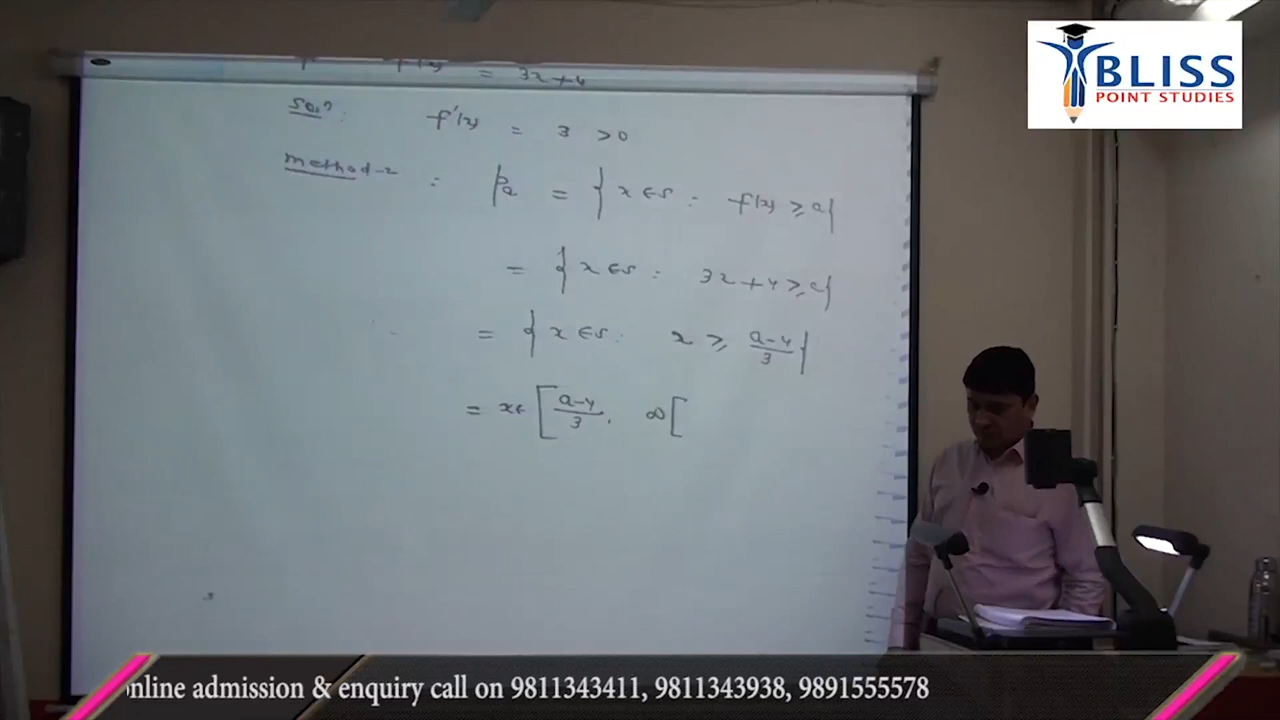 BLISS
POINT STUDIES
= 3x+4
Sol? : f'(x) = 3 > 0
method-2 : Pa = { x ∈ S : f(x) ≥ a }
= { x ∈ S : 3x+4 ≥ a }
= { x ∈ S : x ≥ a-4/3 }
= x ∈ [ a-4/3 , ∞ [
nline admission & enquiry call on 9811343411, 9811343938, 9891555578